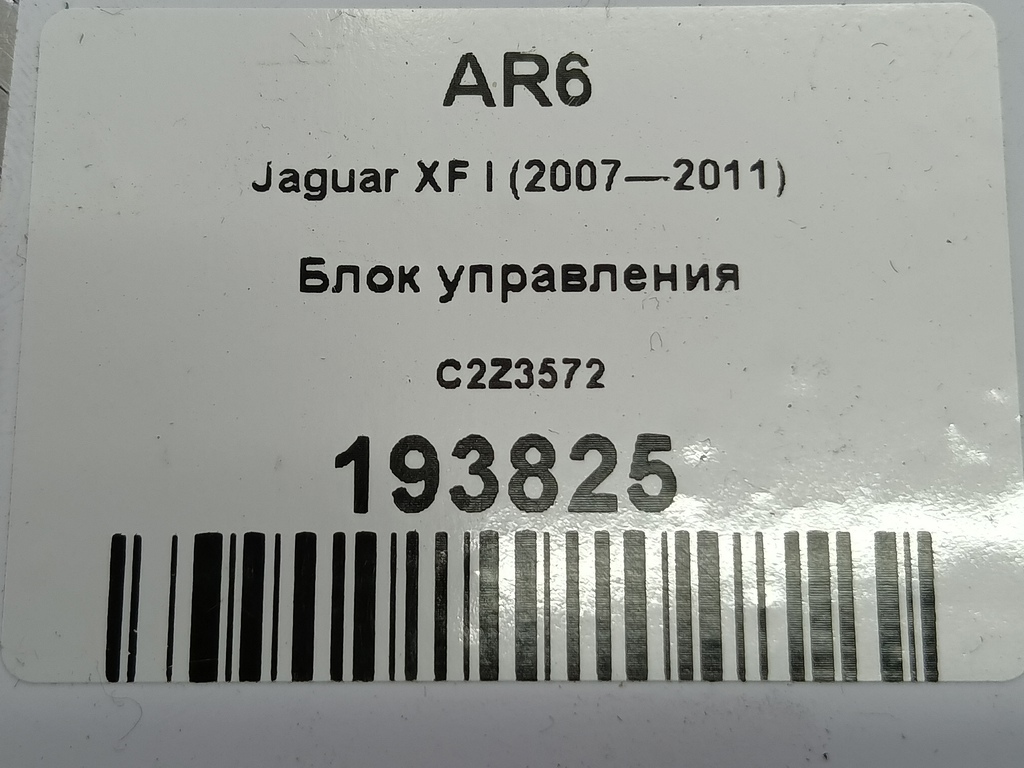 AR6
Jaguar XF I (2007—2011)
Блок управления
C2Z3572
193825